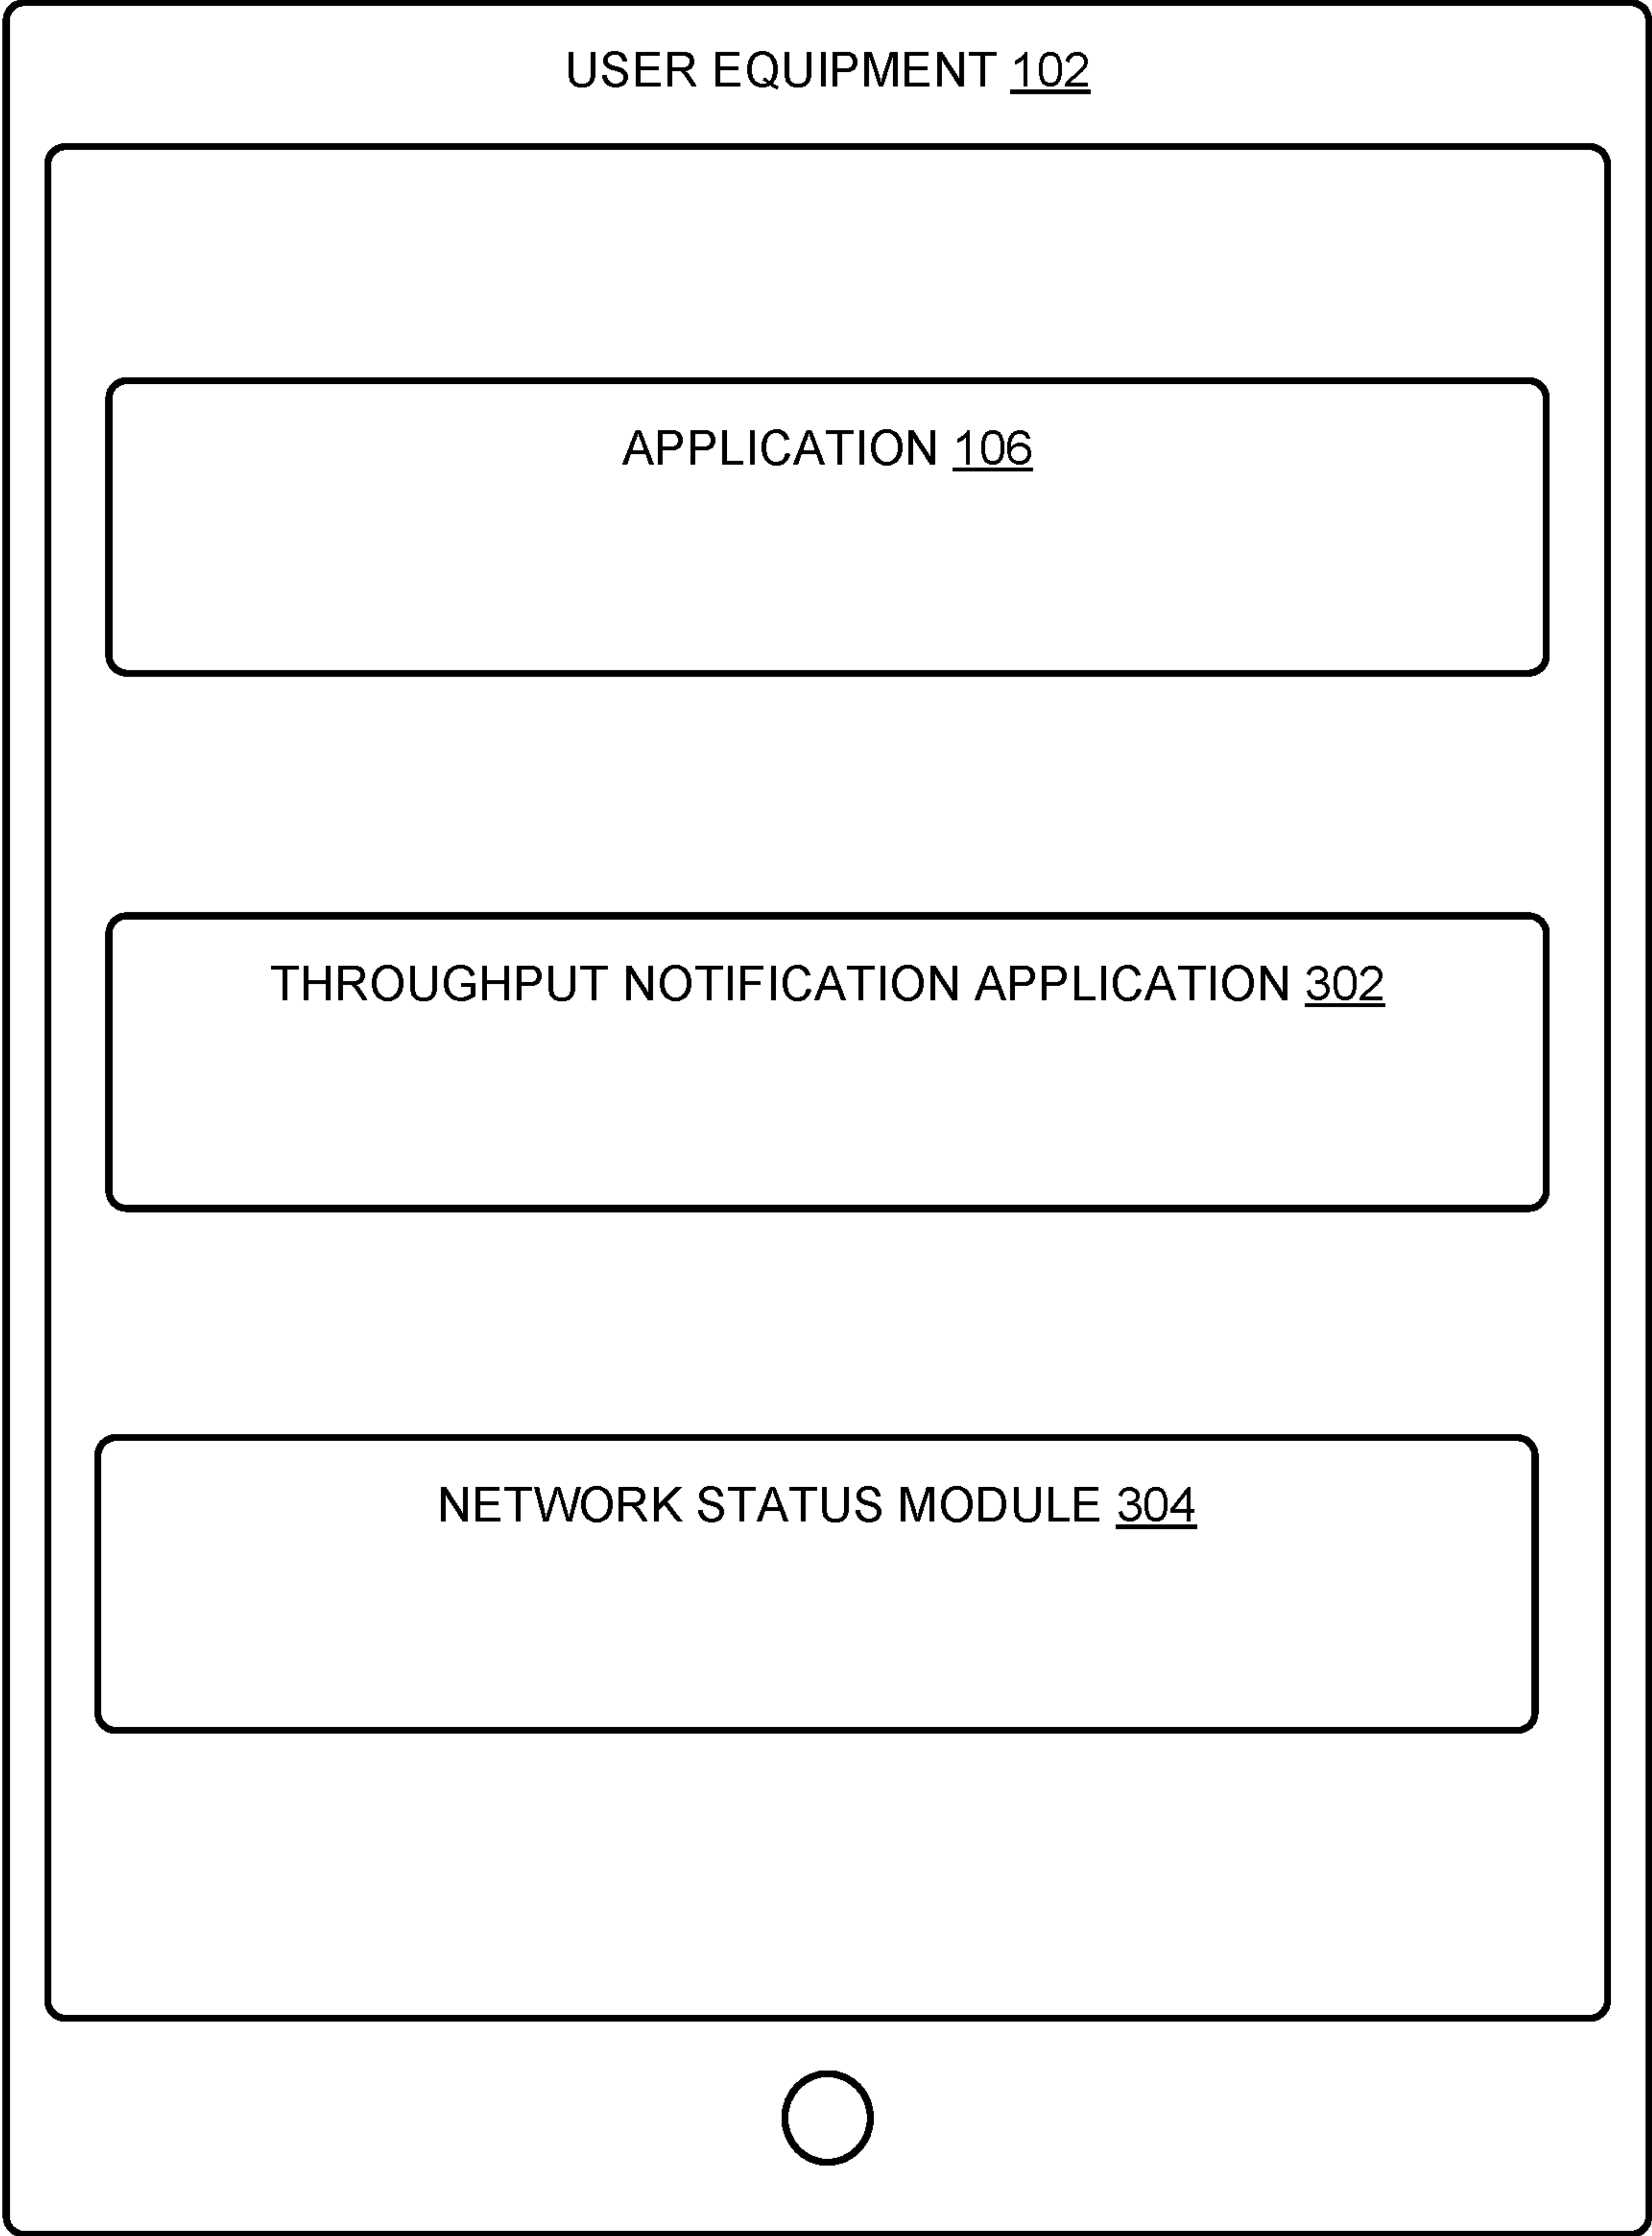 USER EQUIPMENT 102
APPLICATION 106
THROUGHPUT NOTIFICATION APPLICATION 302
NETWORK STATUS MODULE 304